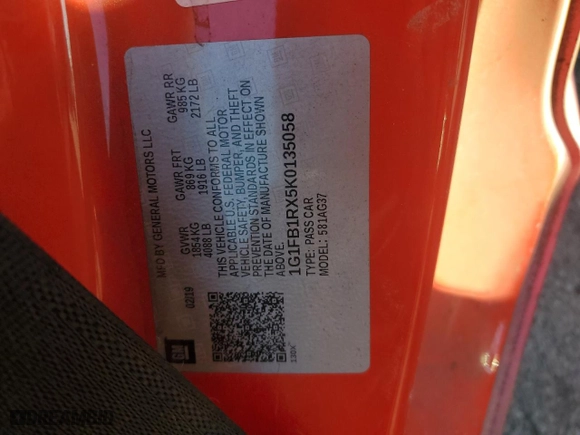 MFD BY GENERAL MOTORS LLC
02/19 GVWR GAWR FRT GAWR RR
1854 KG 869 KG 985 KG
4088 LB 1916 LB 2172 LB
THIS VEHICLE CONFORMS TO ALL
APPLICABLE U.S. FEDERAL MOTOR
VEHICLE SAFETY, BUMPER, AND THEFT
PREVENTION STANDARDS IN EFFECT ON
THE DATE OF MANUFACTURE SHOWN
ABOVE.
1G1FB1RX5K0135058
TYPE: PASS CAR
MODEL: 581AG37
GM